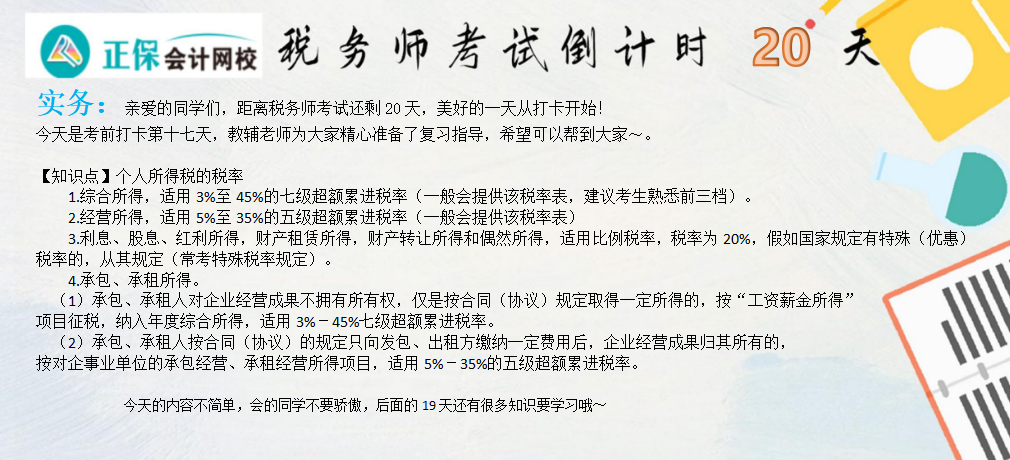 正保会计网校 税务师考试倒计时 20 天
实务：亲爱的同学们，距离税务师考试还剩 20 天，美好的一天从打卡开始！
今天是考前打卡第十七天，教辅老师为大家精心准备了复习指导，希望可以帮到大家～。
【知识点】个人所得税的税率
1.综合所得，适用 3%至 45%的七级超额累进税率（一般会提供该税率表，建议考生熟悉前三档）。
2.经营所得，适用 5%至 35%的五级超额累进税率（一般会提供该税率表）
3.利息、股息、红利所得，财产租赁所得，财产转让所得和偶然所得，适用比例税率，税率为 20%，假如国家规定有特殊（优惠）
税率的，从其规定（常考特殊税率规定）。
4.承包、承租所得。
（1）承包、承租人对企业经营成果不拥有所有权，仅是按合同（协议）规定取得一定所得的，按“工资薪金所得”
项目征税，纳入年度综合所得，适用 3%－45%七级超额累进税率。
（2）承包、承租人按合同（协议）的规定只向发包、出租方缴纳一定费用后，企业经营成果归其所有的，
按对企事业单位的承包经营、承租经营所得项目，适用 5%－35%的五级超额累进税率。
今天的内容不简单，会的同学不要骄傲，后面的 19 天还有很多知识要学习哦～